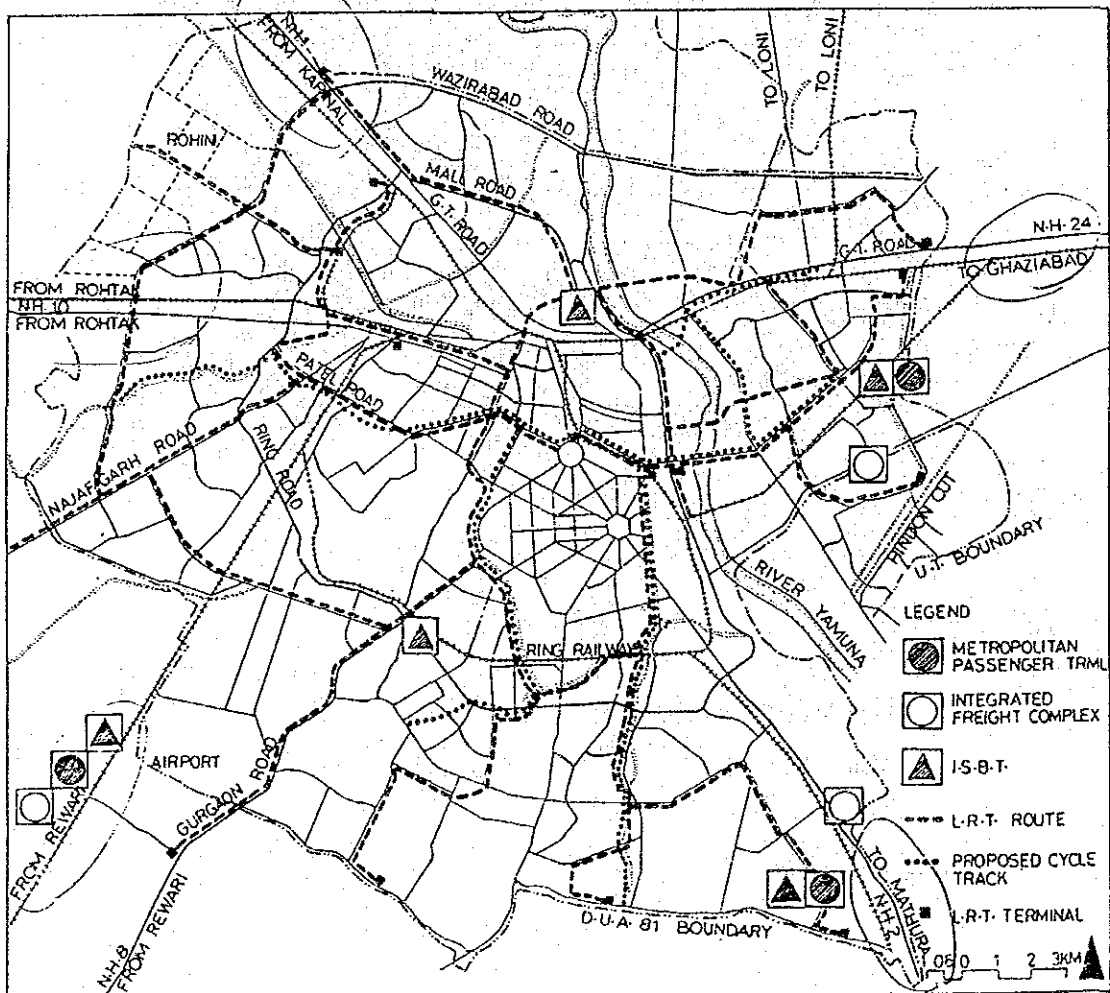 N.H-1
FROM KARNAL
WAZIRABAD ROAD
TO LONI
TO LONI
ROHINI
MALL ROAD
G.T. ROAD
G.T. ROAD
N.H. 24
TO GHAZIABAD
FROM ROHTAK
N.H. 10
FROM ROHTAK
PATEL ROAD
RING ROAD
NAJAFGARH ROAD
HINDON CUT
U.T. BOUNDARY
RIVER YAMUNA
RING RAILWAY
AIRPORT
GURGAON ROAD
FROM REWARI
N.H.8
FROM REWARI
D.U.A. 81 BOUNDARY
TO MATHURA
N.H.2
LEGEND
METROPOLITAN
PASSENGER TRML
INTEGRATED
FREIGHT COMPLEX
I.S.B.T.
L.R.T. ROUTE
PROPOSED CYCLE
TRACK
L.R.T. TERMINAL
0 1 2 3KM